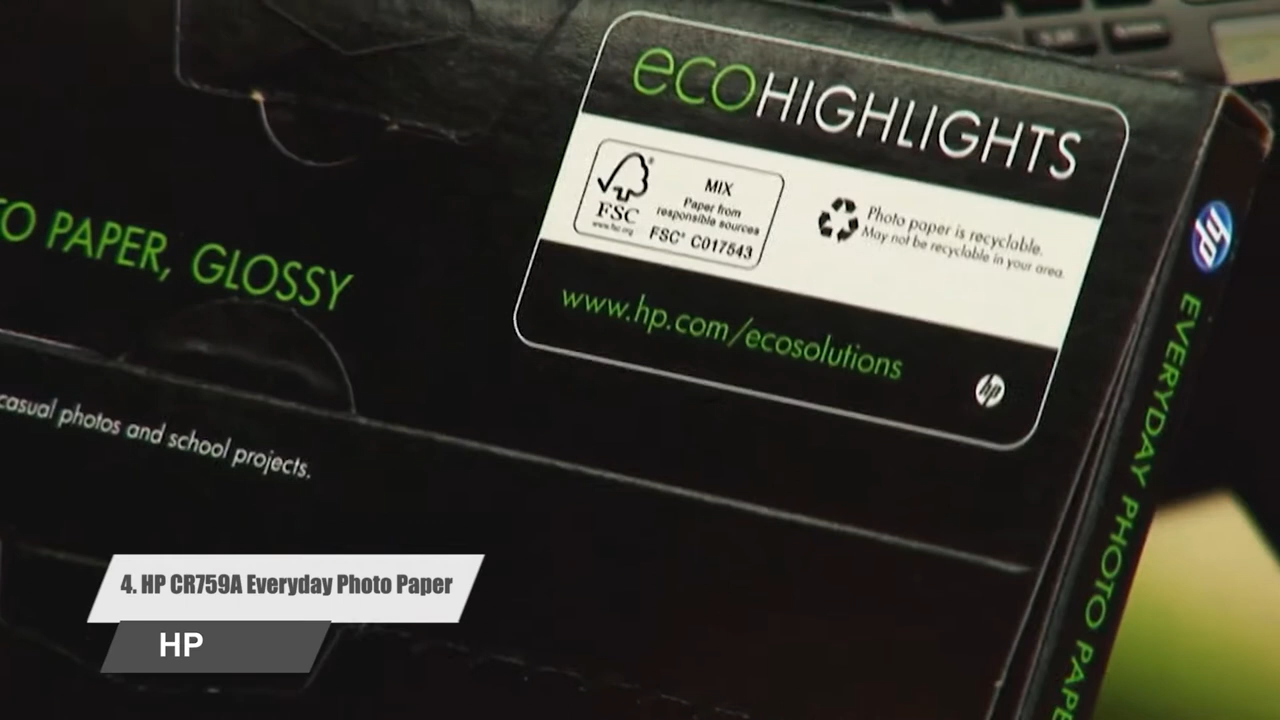 ecoHIGHLIGHTS
MIX
Paper from
responsible sources
FSC® C017543
FSC
www.fsc.org
Photo paper is recyclable.
May not be recyclable in your area.
www.hp.com/ecosolutions
hp
hp
EVERYDAY PHOTO
PAPER, GLOSSY
casual photos and school projects.
4. HP CR759A Everyday Photo Paper
HP